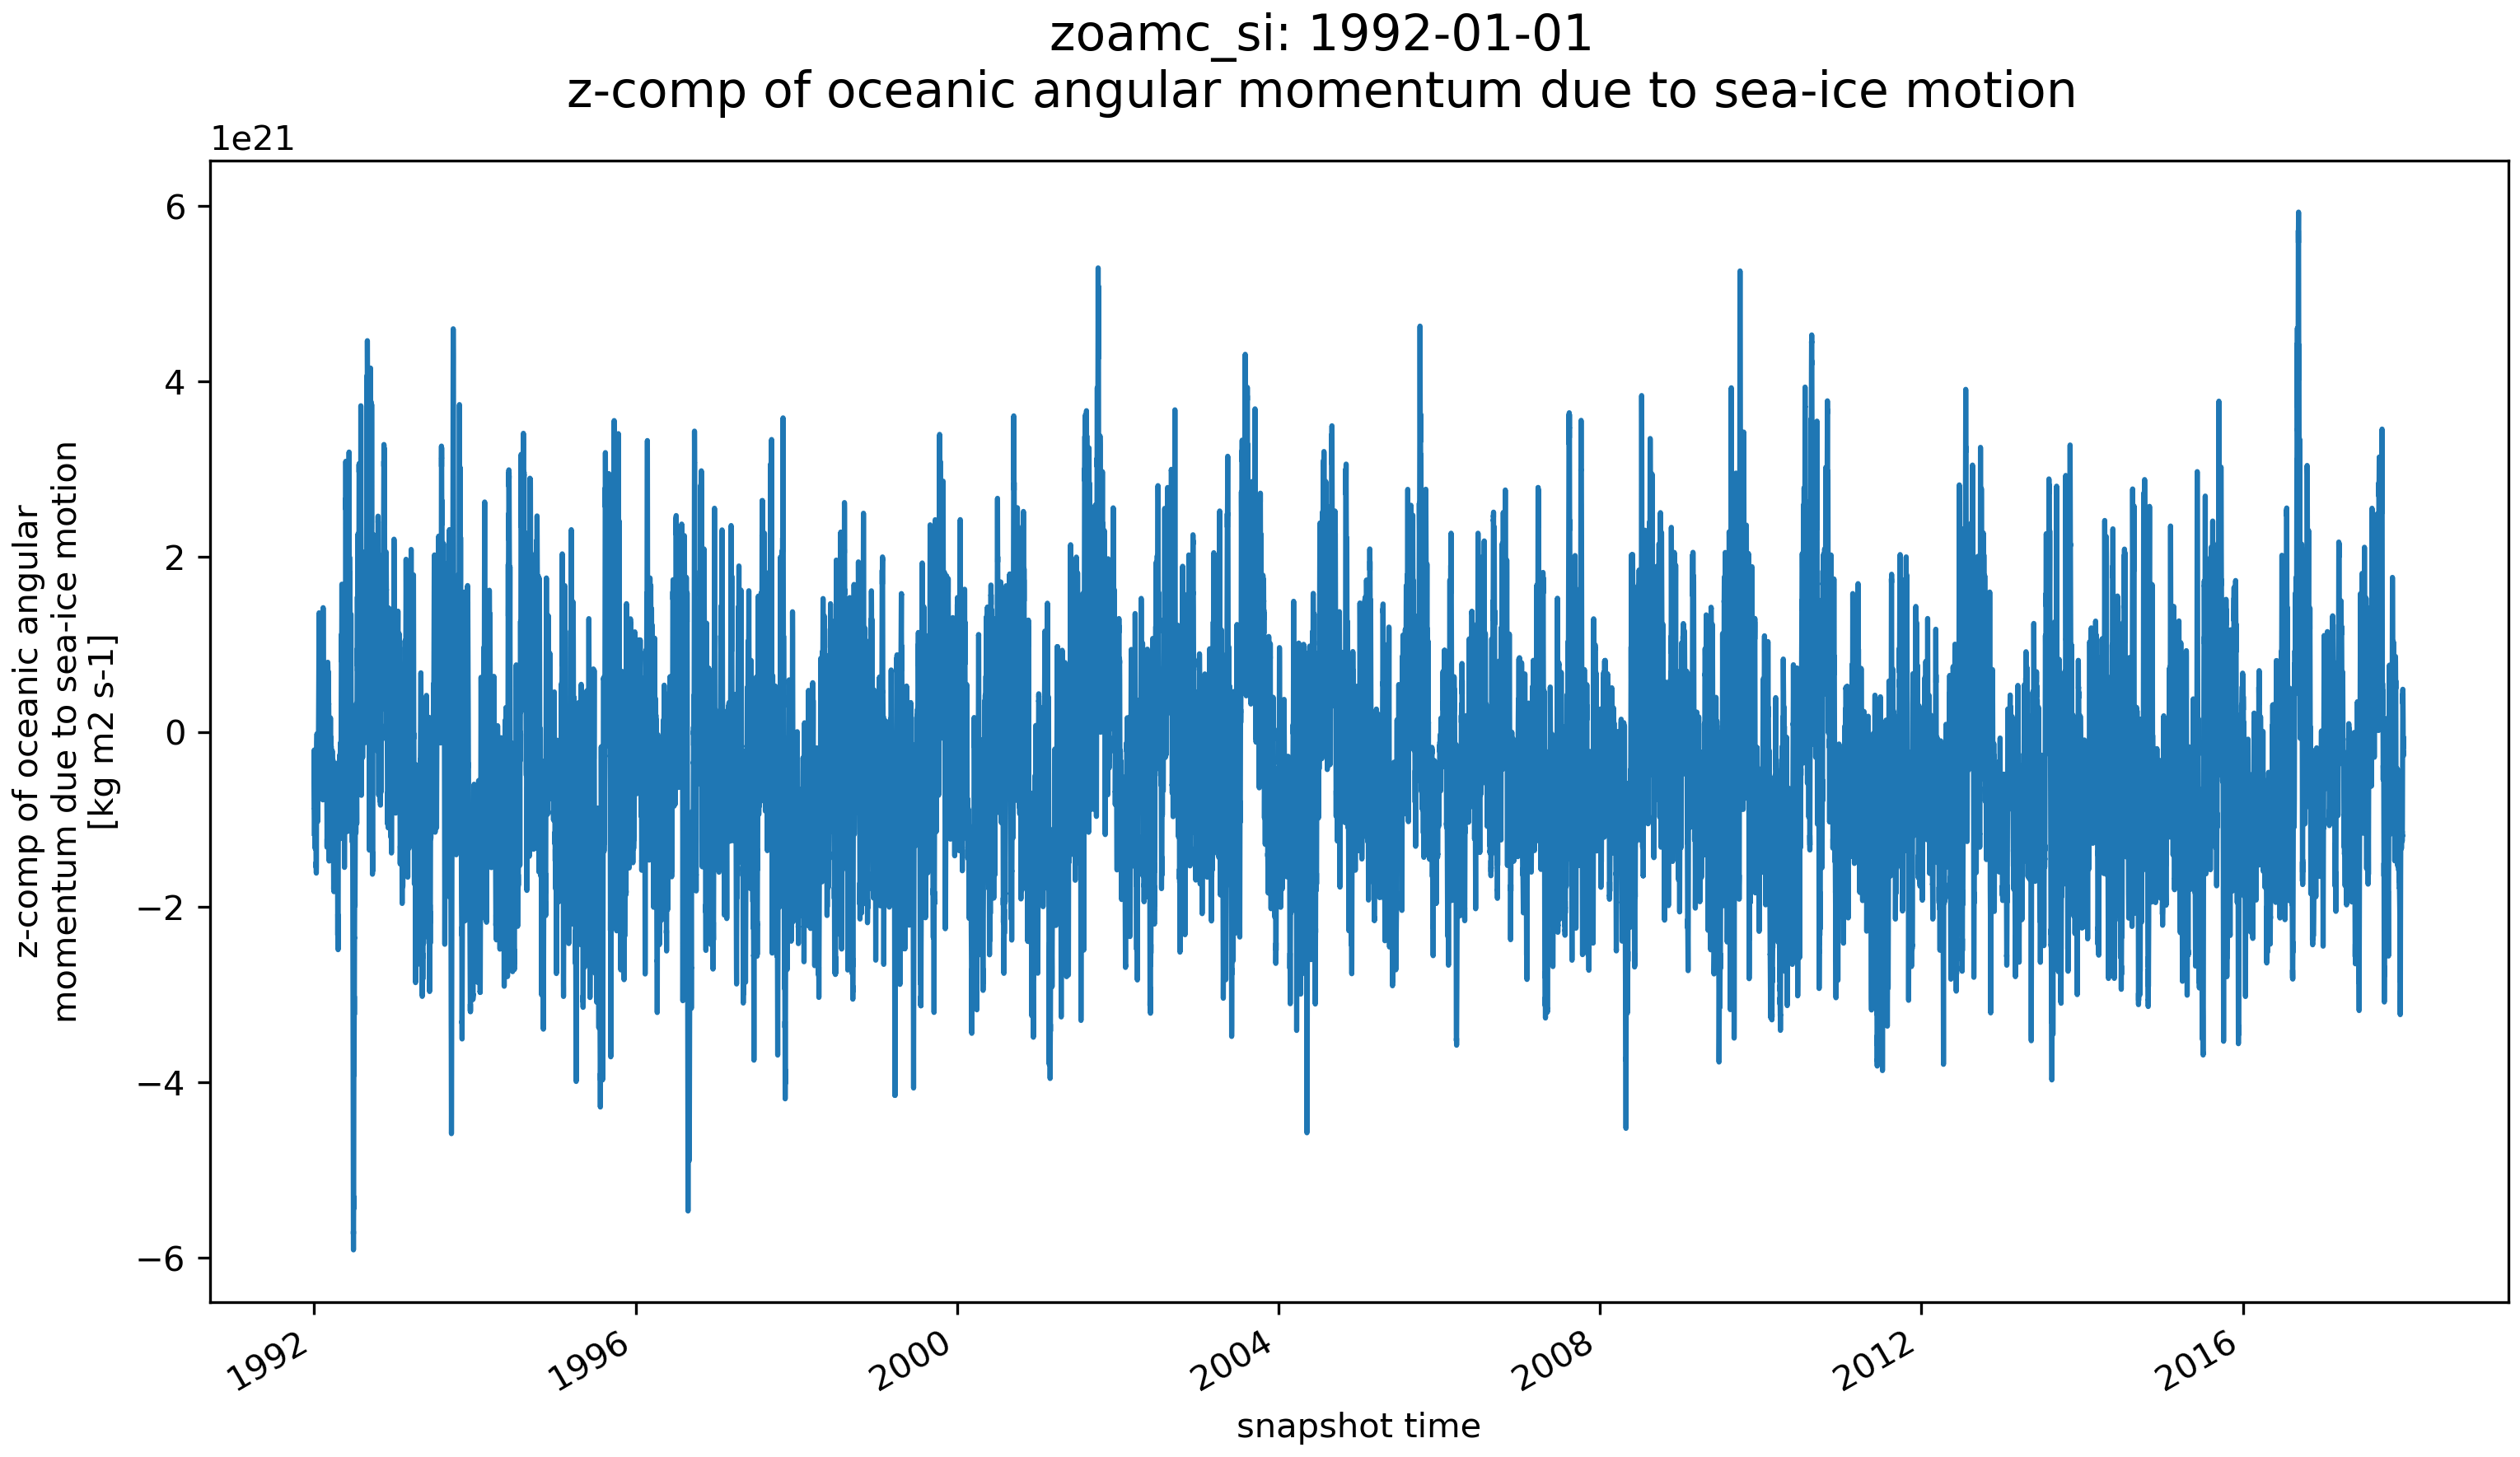 zoamc_si: 1992-01-01
z-comp of oceanic angular momentum due to sea-ice motion
1e21
6
4
2
0
−2
−4
−6
z-comp of oceanic angular
momentum due to sea-ice motion
[kg m2 s-1]
1992
1996
2000
2004
2008
2012
2016
snapshot time